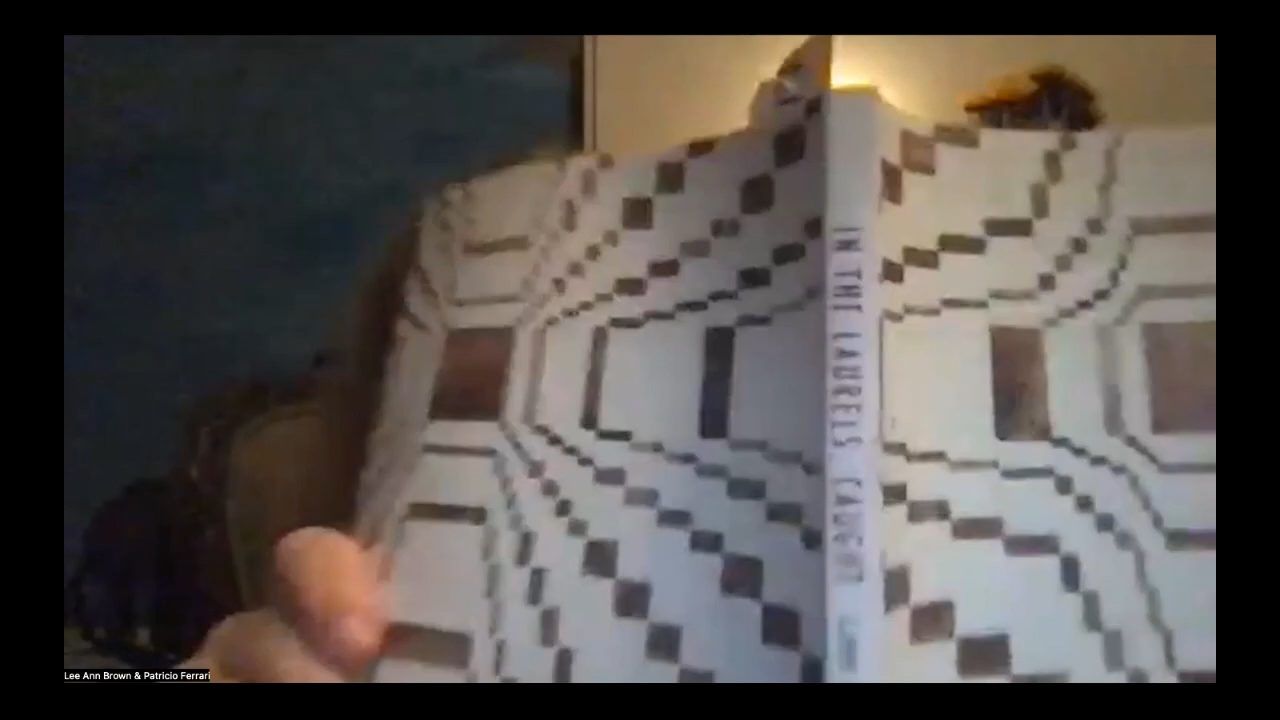 IN THE LAURELS, CAUGHT
Lee Ann Brown & Patricio Ferrari